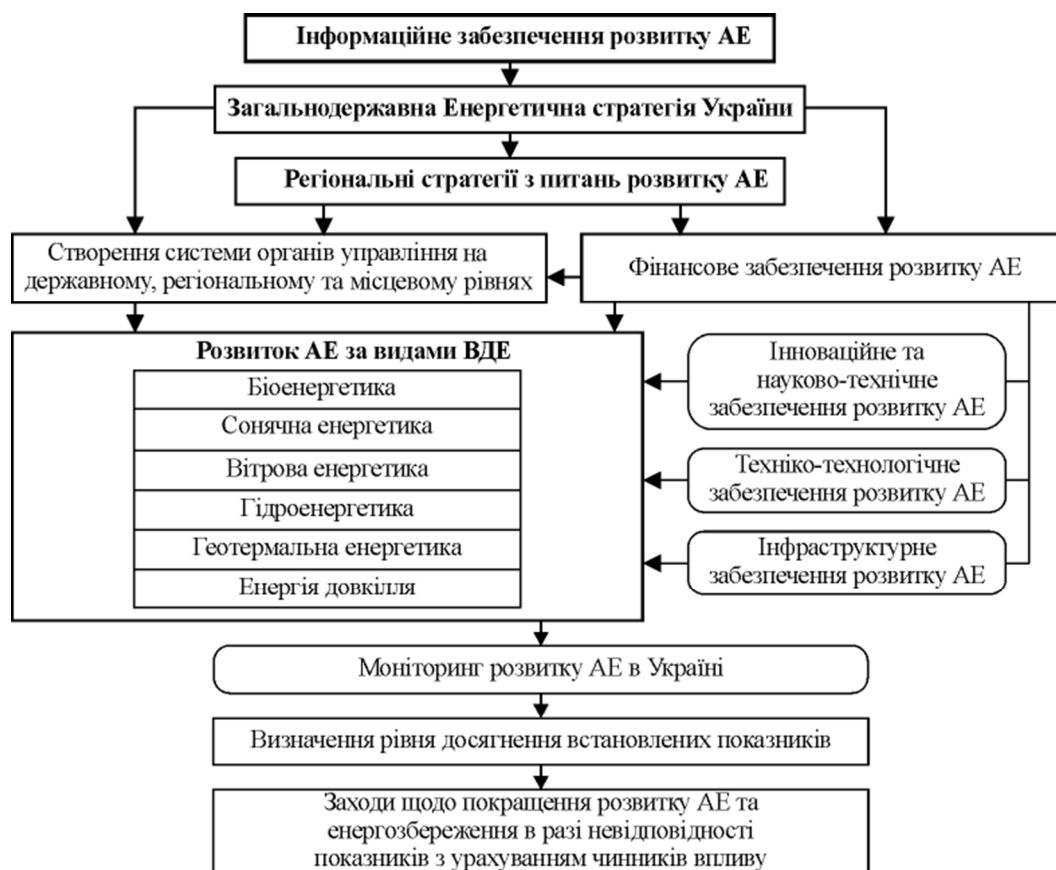 Інформаційне забезпечення розвитку АЕ
Загальнодержавна Енергетична стратегія України
Регіональні стратегії з питань розвитку АЕ
Створення системи органів управління на
державному, регіональному та місцевому рівнях
Фінансове забезпечення розвитку АЕ
Розвиток АЕ за видами ВДЕ
Біоенергетика
Сонячна енергетика
Вітрова енергетика
Гідроенергетика
Геотермальна енергетика
Енергія довкілля
Інноваційне та
науково-технічне
забезпечення розвитку АЕ
Техніко-технологічне
забезпечення розвитку АЕ
Інфраструктурне
забезпечення розвитку АЕ
Моніторинг розвитку АЕ в Україні
Визначення рівня досягнення встановлених показників
Заходи щодо покращення розвитку АЕ та
енергозбереження в разі невідповідності
показників з урахуванням чинників впливу